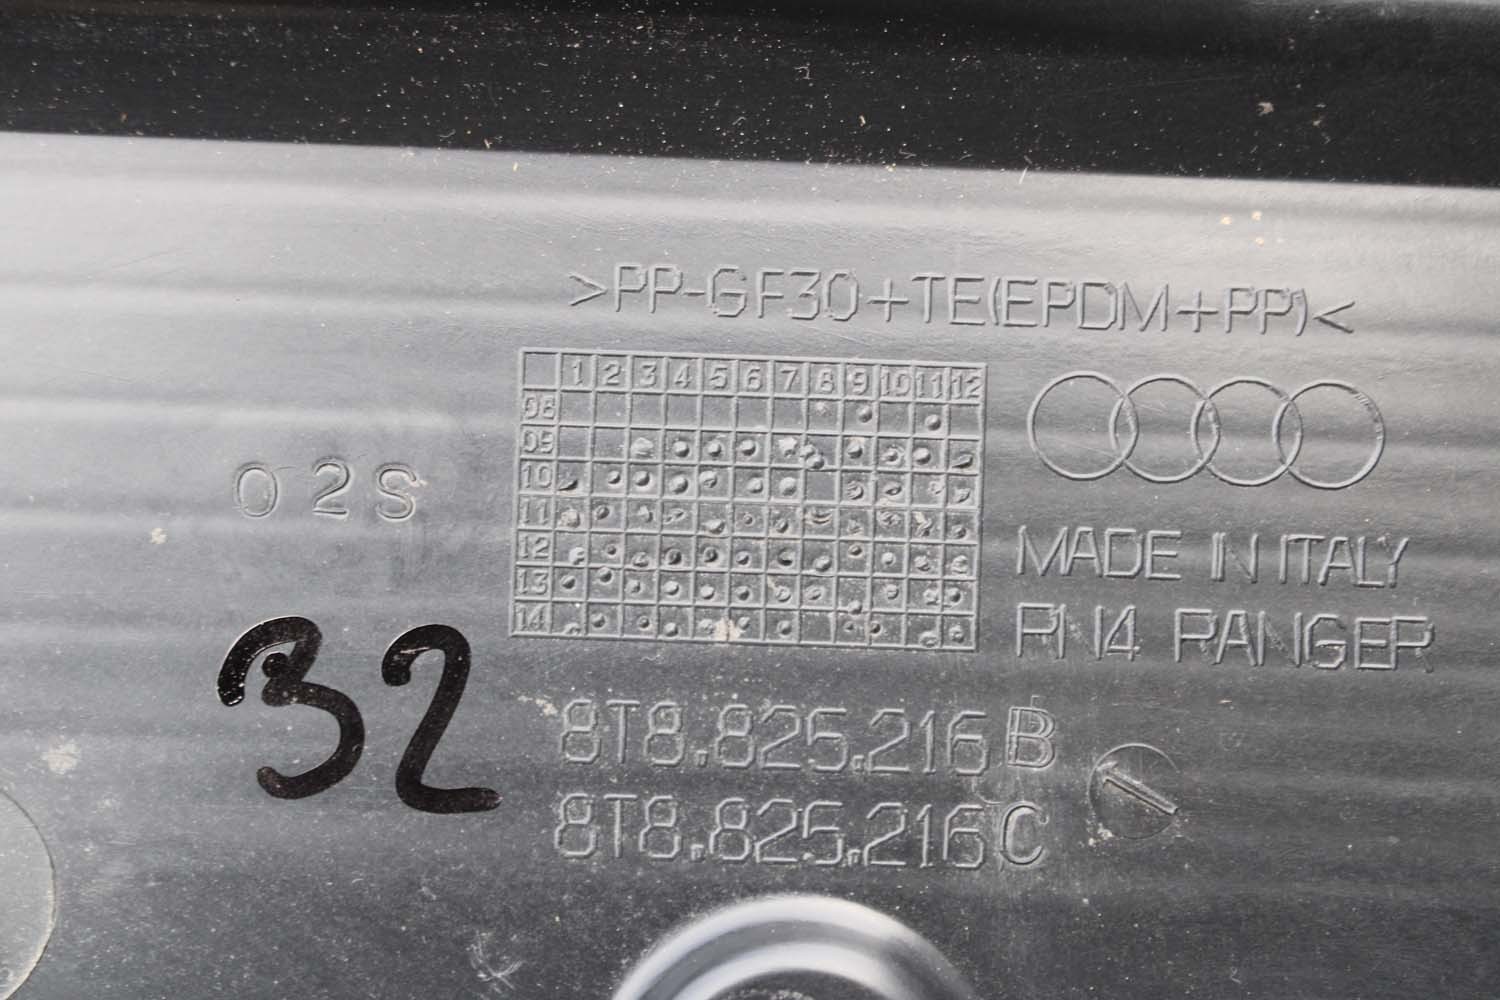 >PP-GF30+TE(EPDM+PP)<
1 2 3 4 5 6 7 8 9 10 11 12
08
09
10
11
12
13
14
02S
MADE IN ITALY
RN14 RANGER
32
8T8.825.216 B
8T8.825.216 C